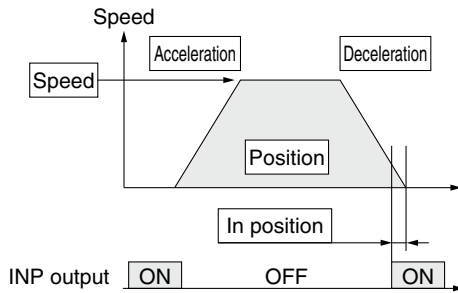 Speed
Acceleration
Deceleration
Speed
Position
In position
INP output
ON
OFF
ON